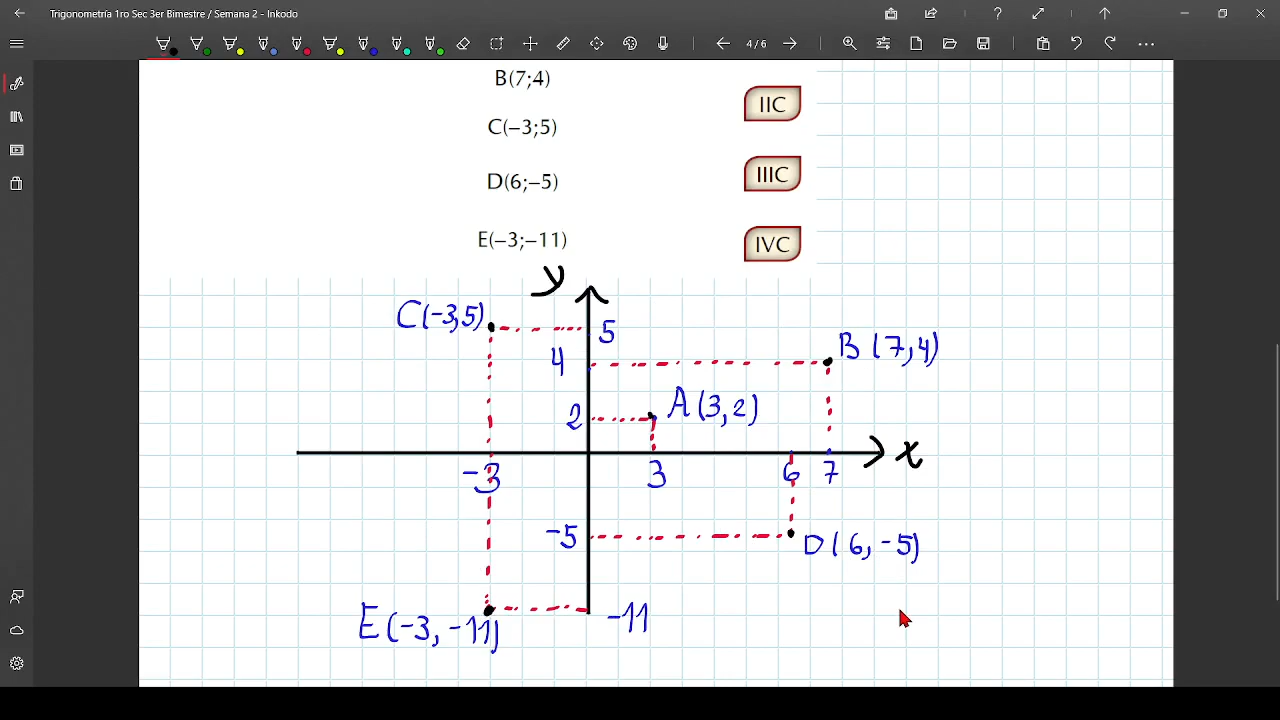 Trigonometría 1ro Sec 3er Bimestre / Semana 2 - Inkodo
4/6
B(7;4)
IIC
C(−3;5)
IIIC
D(6;−5)
E(−3;−11)
IVC
y
C(-3,5)
5
B(7,4)
4
A(3,2)
2
x
-3
3
6
7
-5
D(6,-5)
E(-3,-11)
-11